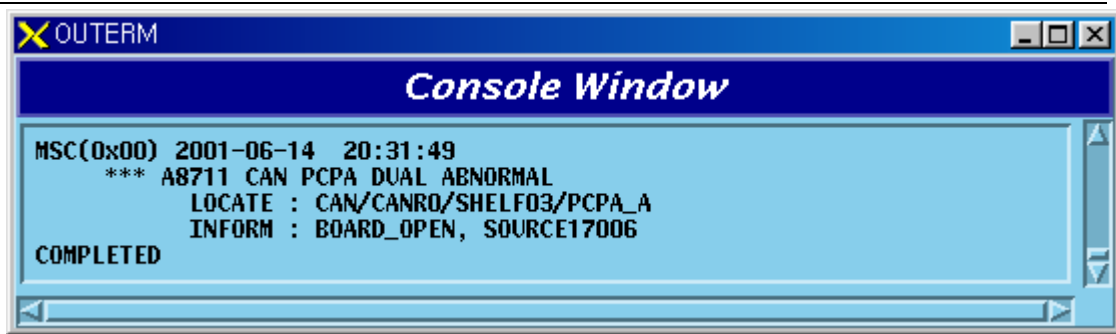 OUTERM
Console Window
MSC(0x00) 2001-06-14 20:31:49
*** A8711 CAN PCPA DUAL ABNORMAL
LOCATE : CAN/CANR0/SHELF03/PCPA_A
INFORM : BOARD_OPEN, SOURCE17006
COMPLETED